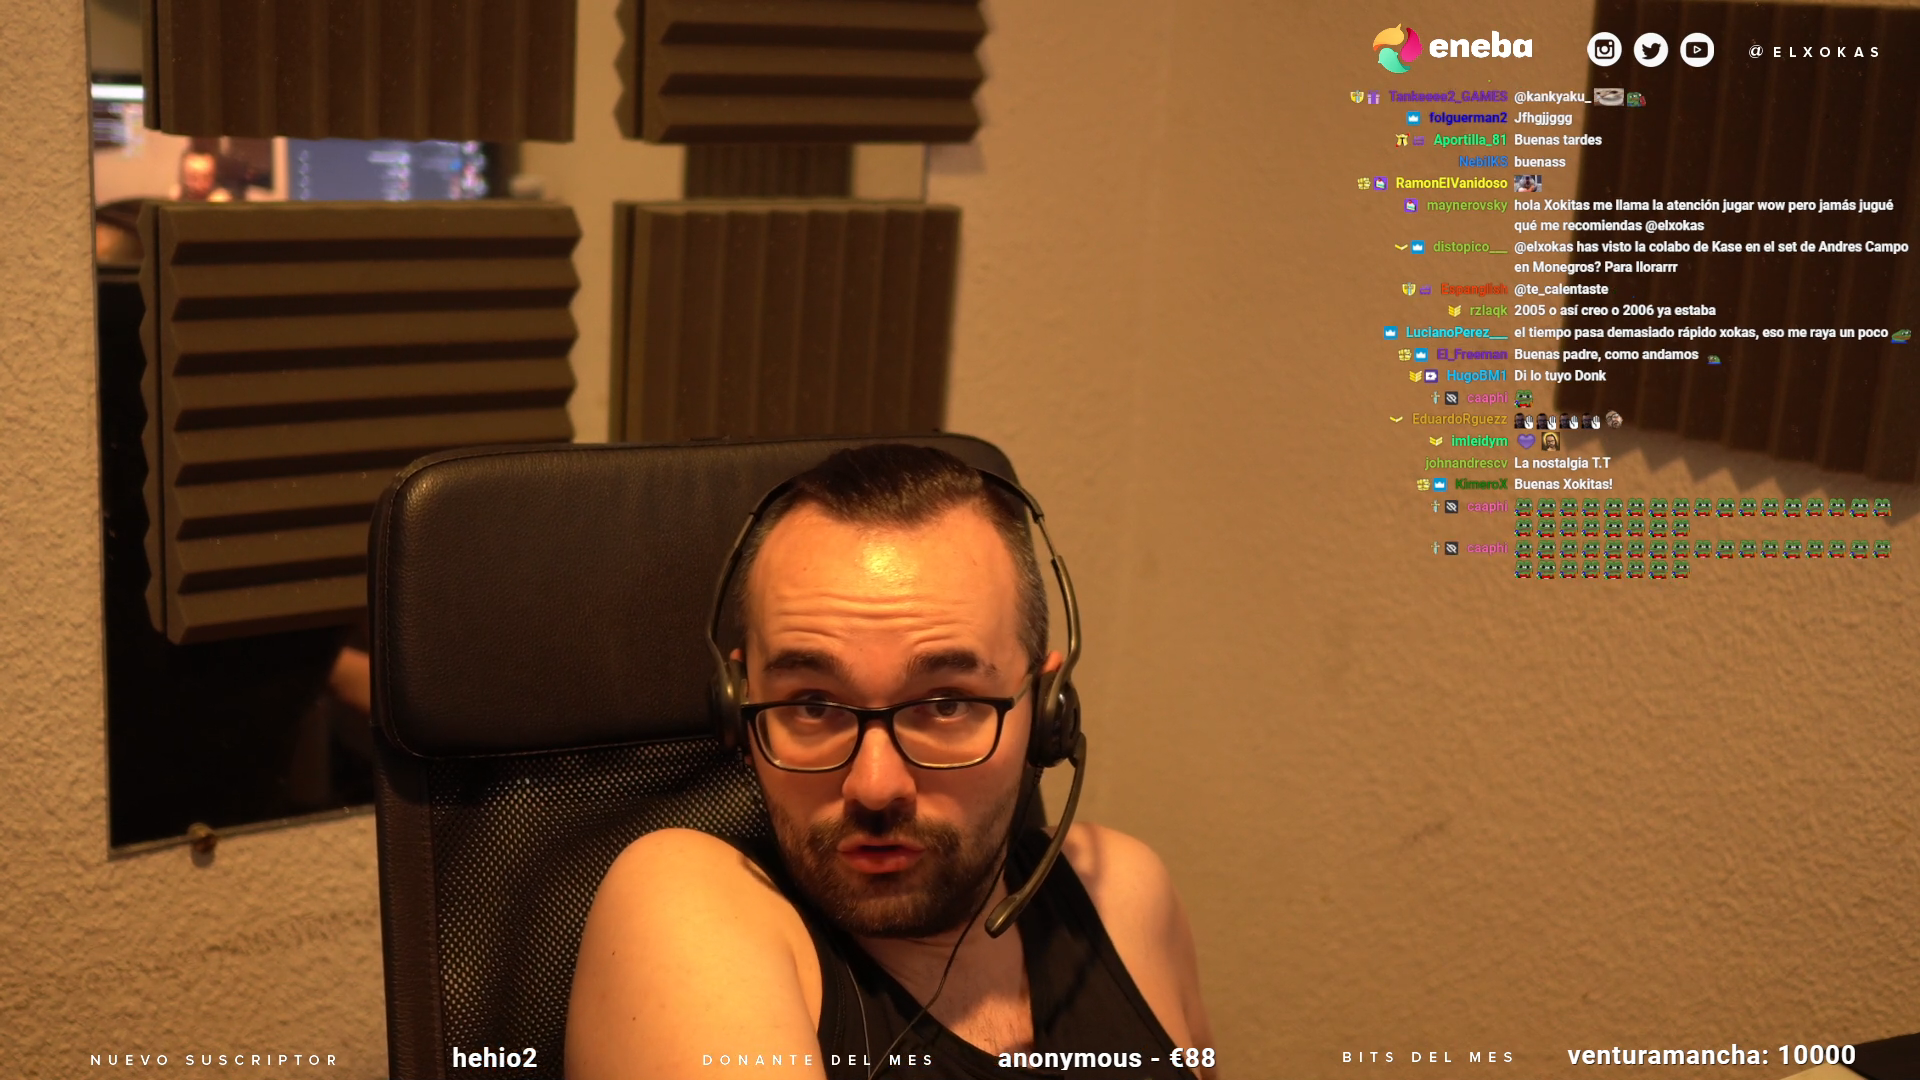 eneba
@ELXOKAS
Tankeeee2_GAMES @kankyaku_
folguerman2 Jfhgjjggg
Aportilla_81 Buenas tardes
NebilKS buenass
RamonElVanidoso
maynerovsky hola Xokitas me llama la atención jugar wow pero jamás jugué
qué me recomiendas @elxokas
distopico___ @elxokas has visto la colabo de Kase en el set de Andres Campo
en Monegros? Para llorarrr
Espanglish @te_calentaste
rzlaqk 2005 o así creo o 2006 ya estaba
LucianoPerez___ el tiempo pasa demasiado rápido xokas, eso me raya un poco
El_Freeman Buenas padre, como andamos
HugoBM1 Di lo tuyo Donk
caaphi
EduardoRguezz
imleidym
johnandrescv La nostalgia T.T
KimeroX Buenas Xokitas!
caaphi
caaphi
NUEVO SUSCRIPTOR hehio2 DONANTE DEL MES anonymous - €88 BITS DEL MES venturamancha: 10000